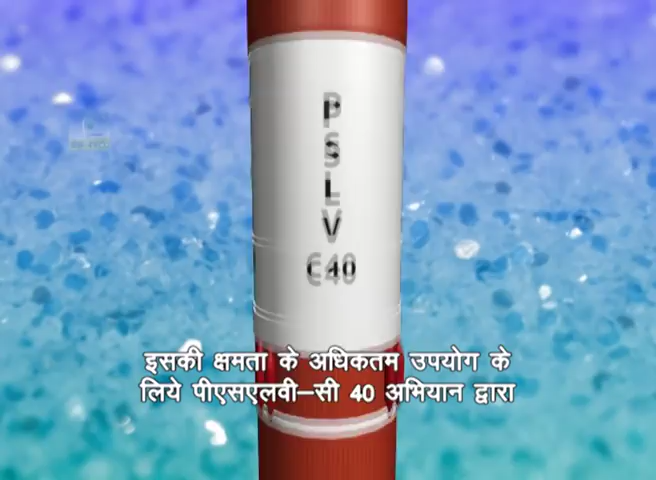 P
S
L
V
C40
इसकी क्षमता के अधिकतम उपयोग के
लिये पीएसएलवी–सी 40 अभियान द्वारा